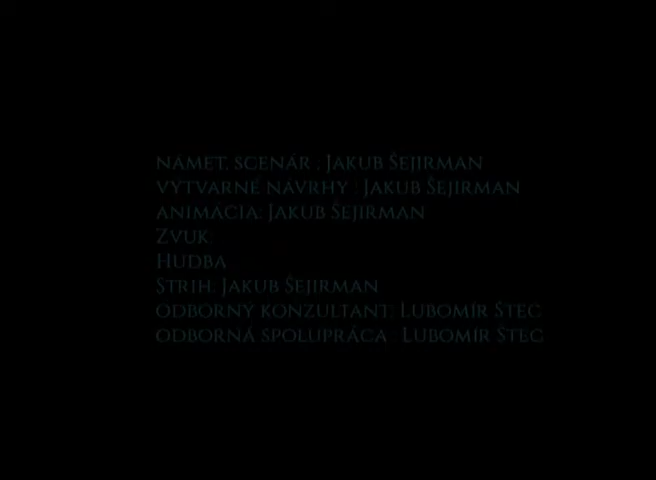 NÁMET, SCENÁR : JAKUB ŠEJIRMAN
VÝTVARNÉ NÁVRHY : JAKUB ŠEJIRMAN
ANIMÁCIA: JAKUB ŠEJIRMAN
ZVUK:
HUDBA
STRIH: JAKUB ŠEJIRMAN
ODBORNÝ KONZULTANT: ĽUBOMÍR ŠTEC
ODBORNÁ SPOLUPRÁCA : ĽUBOMÍR ŠTEC